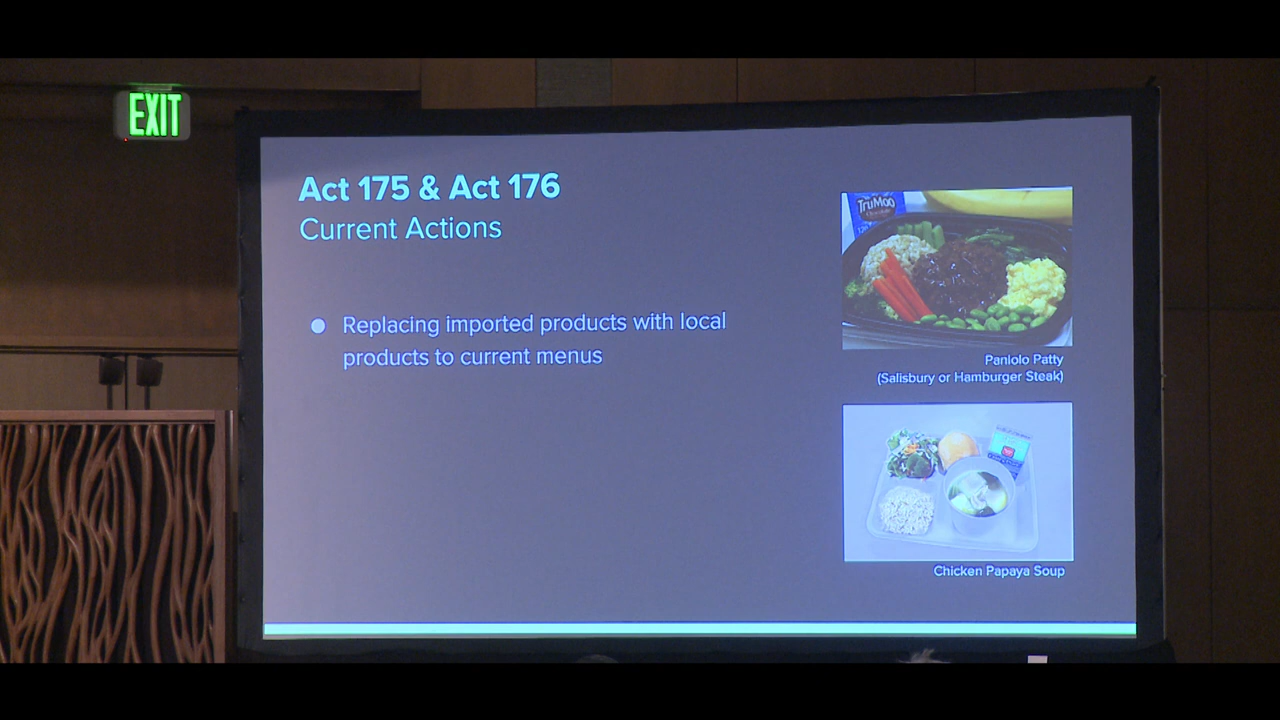 EXIT
Act 175 & Act 176
Current Actions
Replacing imported products with local
products to current menus
TruMoo
Chocolate
Paniolo Patty
(Salisbury or Hamburger Steak)
Chicken Papaya Soup